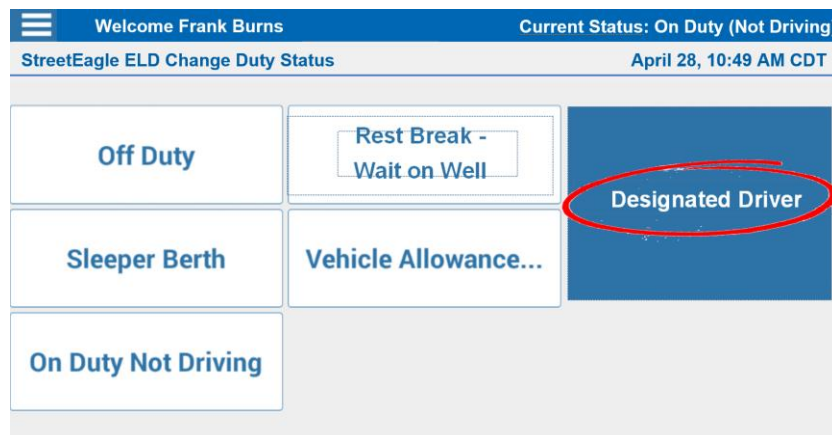 Welcome Frank Burns
Current Status: On Duty (Not Driving
StreetEagle ELD Change Duty Status
April 28, 10:49 AM CDT
Off Duty
Rest Break -
Wait on Well
Designated Driver
Sleeper Berth
Vehicle Allowance...
On Duty Not Driving